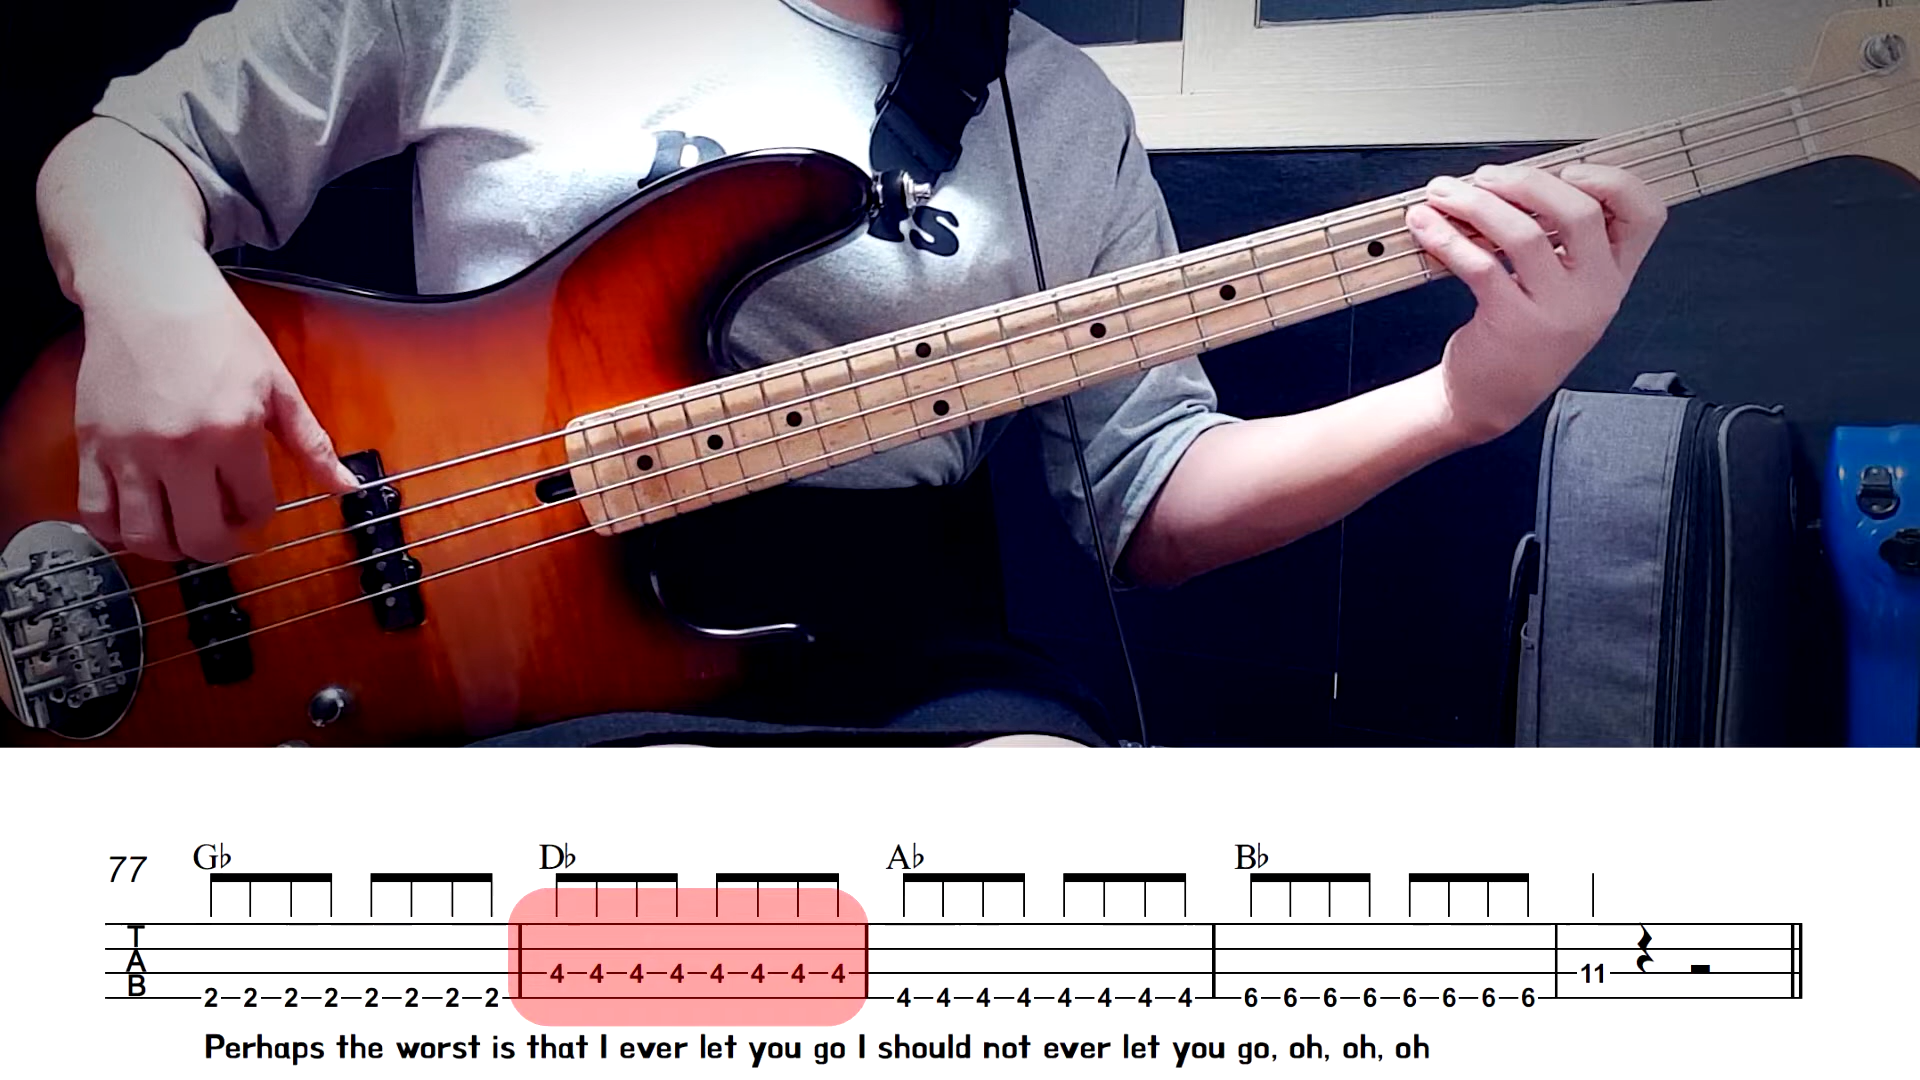 S
77 G♭ D♭ A♭ B♭
T
A 4 4 4 4 4 4 4 4 11
B 2 2 2 2 2 2 2 2 4 4 4 4 4 4 4 4 6 6 6 6 6 6 6 6
Perhaps the worst is that I ever let you go I should not ever let you go, oh, oh, oh